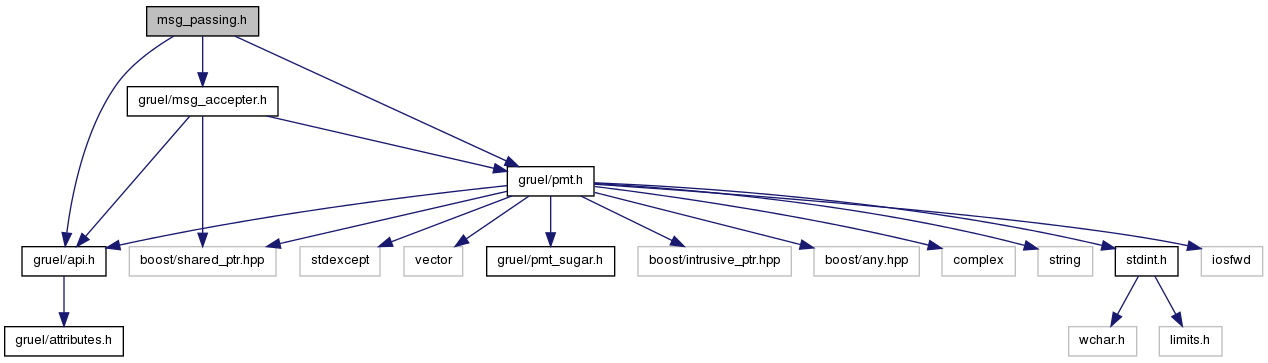 msg_passing.h
gruel/msg_accepter.h
gruel/pmt.h
gruel/api.h
boost/shared_ptr.hpp
stdexcept
vector
gruel/pmt_sugar.h
boost/intrusive_ptr.hpp
boost/any.hpp
complex
string
stdint.h
iosfwd
gruel/attributes.h
wchar.h
limits.h